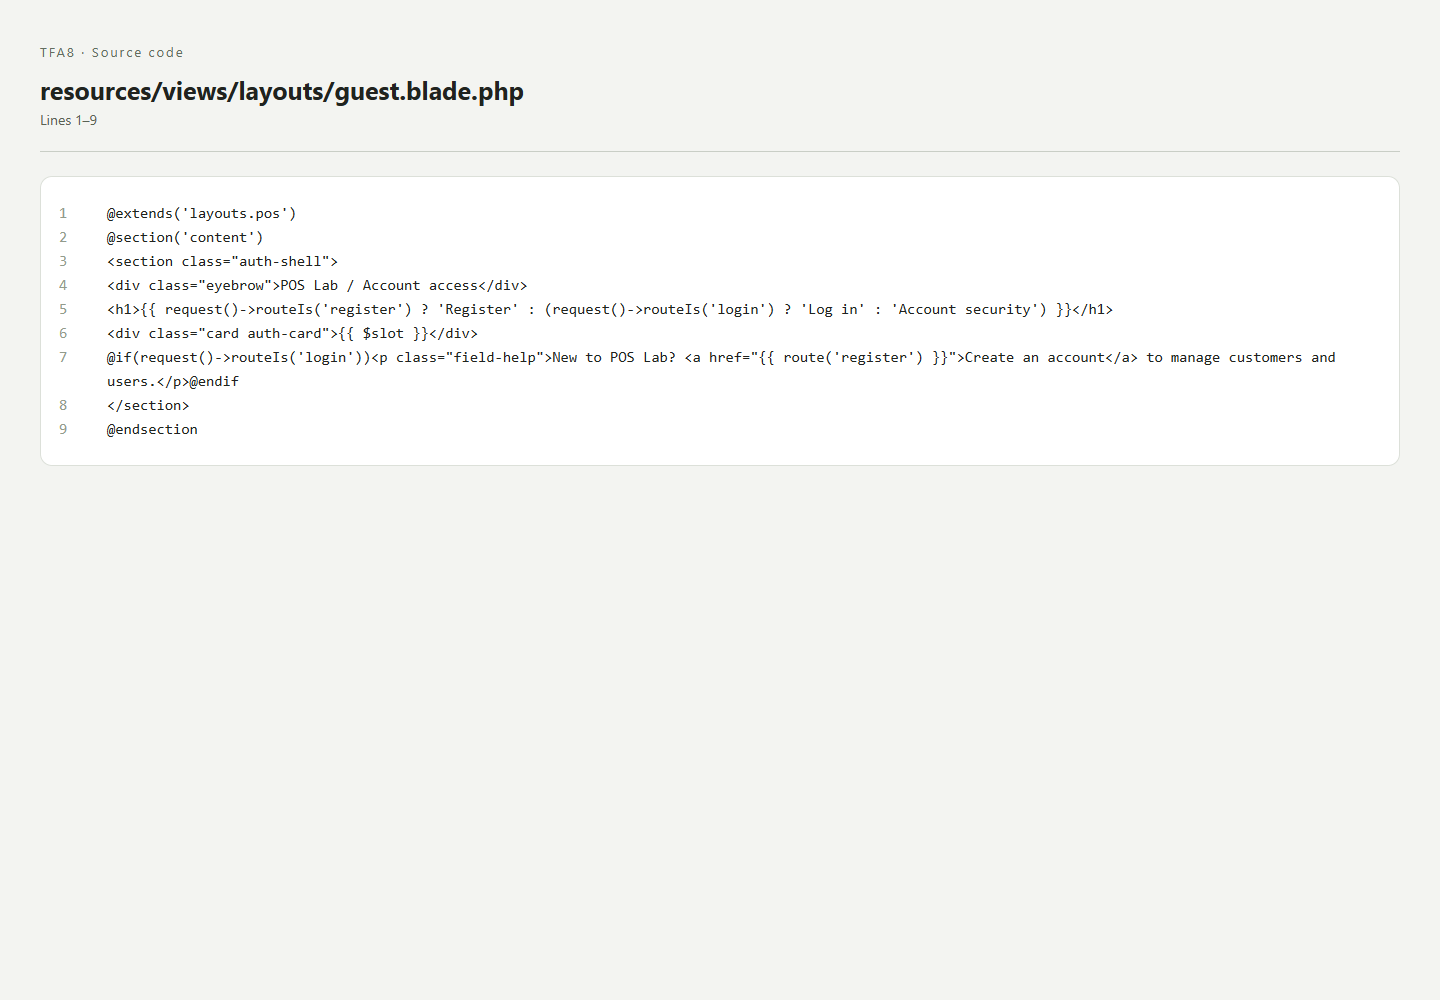 TFA8 · Source code
resources/views/layouts/guest.blade.php
Lines 1–9
1 @extends('layouts.pos')
2 @section('content')
3 <section class="auth-shell">
4 <div class="eyebrow">POS Lab / Account access</div>
5 <h1>{{ request()->routeIs('register') ? 'Register' : (request()->routeIs('login') ? 'Log in' : 'Account security') }}</h1>
6 <div class="card auth-card">{{ $slot }}</div>
7 @if(request()->routeIs('login'))<p class="field-help">New to POS Lab? <a href="{{ route('register') }}">Create an account</a> to manage customers and
users.</p>@endif
8 </section>
9 @endsection